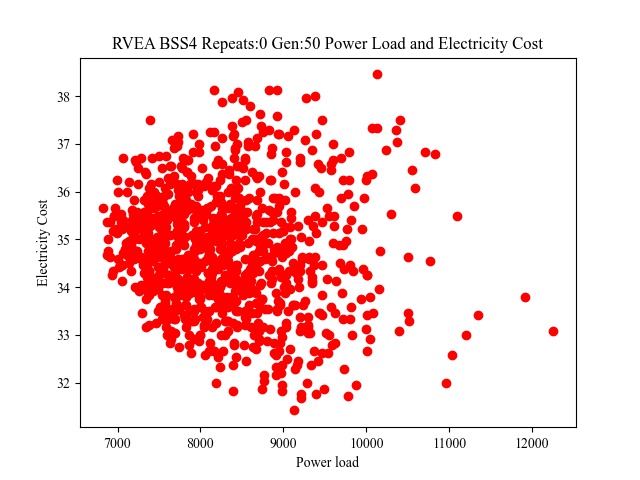 RVEA BSS4 Repeats:0 Gen:50 Power Load and Electricity Cost
38
37
36
35
34
33
32
Electricity Cost
7000 8000 9000 10000 11000 12000
Power load